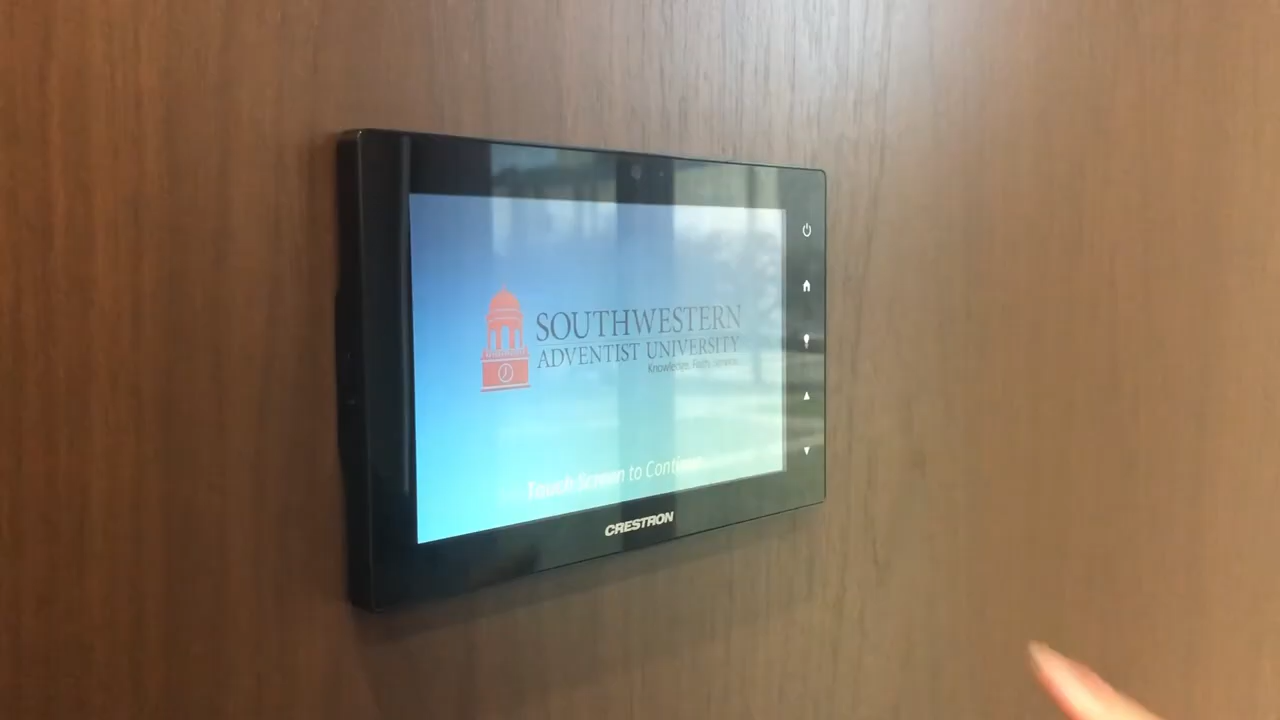 SOUTHWESTERN
ADVENTIST UNIVERSITY
Knowledge. Faith. Service.
Touch Screen to Continue
CRESTRON